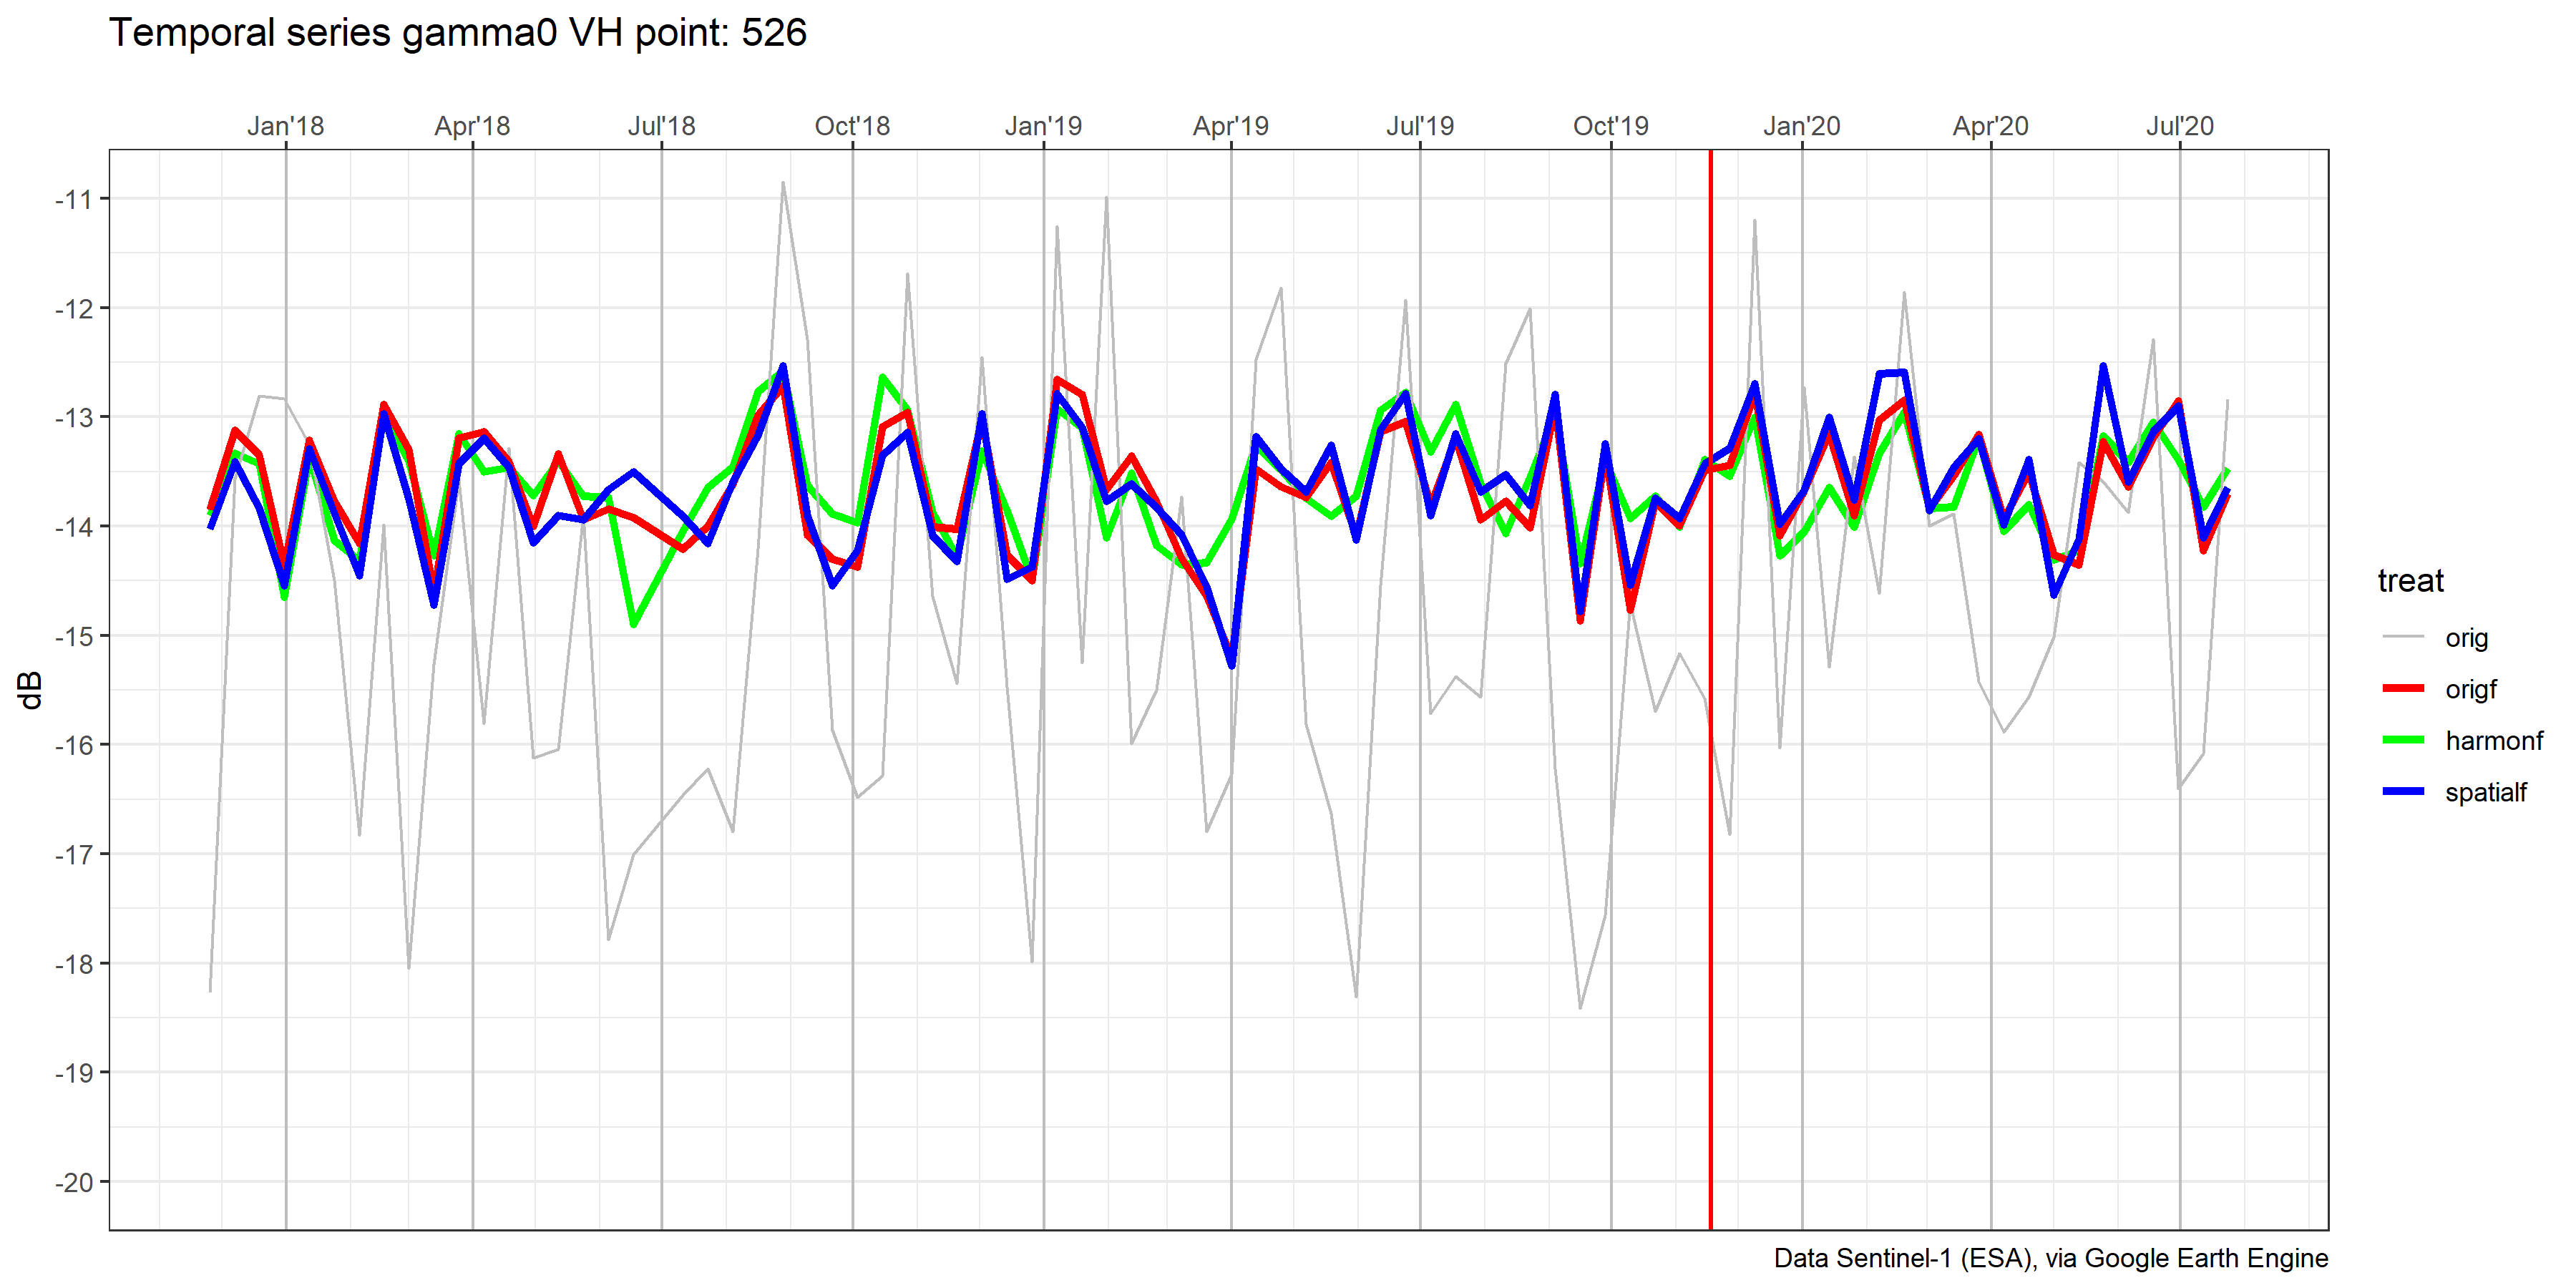 Temporal series gamma0 VH point: 526
Jan'18 Apr'18 Jul'18 Oct'18 Jan'19 Apr'19 Jul'19 Oct'19 Jan'20 Apr'20 Jul'20
-11
-12
-13
-14
-15
-16
-17
-18
-19
-20
dB
treat
orig
origf
harmonf
spatialf
Data Sentinel-1 (ESA), via Google Earth Engine